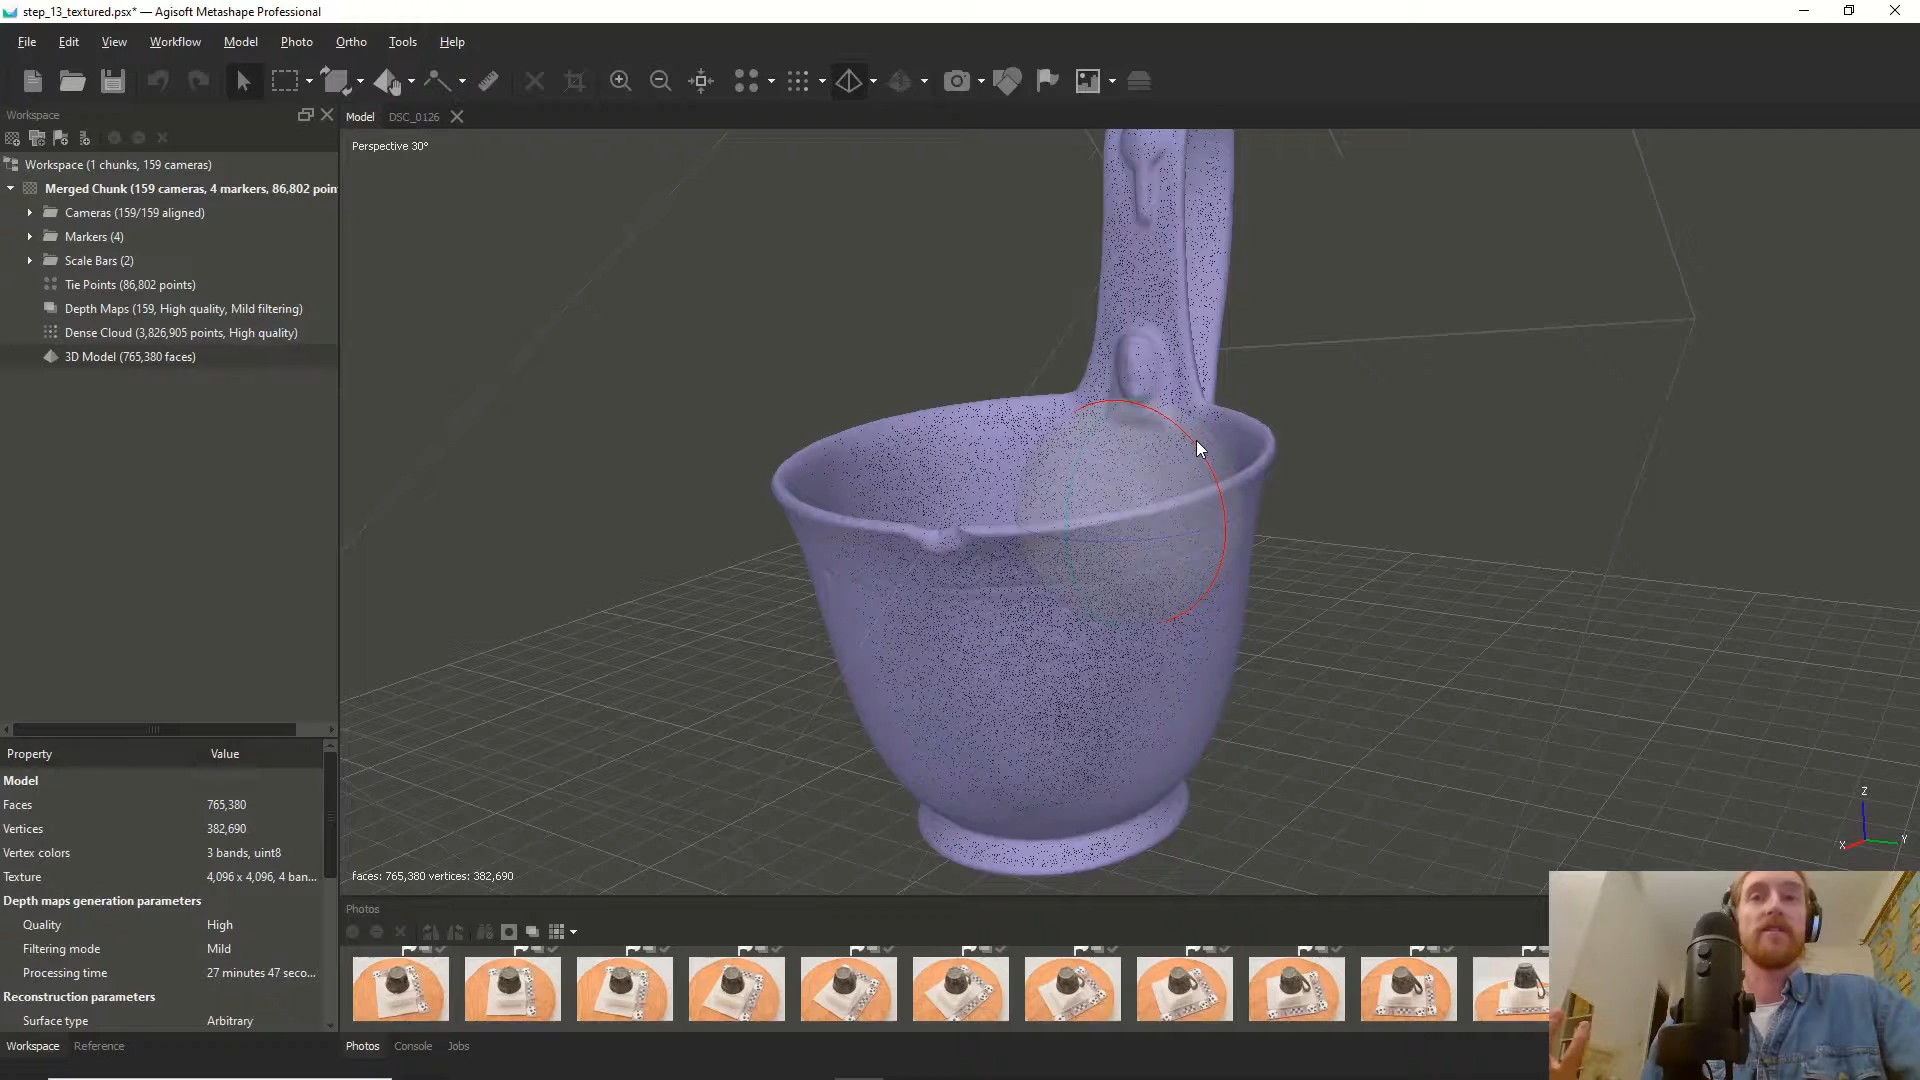 step_13_textured.psx* — Agisoft Metashape Professional
File Edit View Workflow Model Photo Ortho Tools Help
Workspace
Model DSC_0126
Perspective 30°
Workspace (1 chunks, 159 cameras)
Merged Chunk (159 cameras, 4 markers, 86,802 poin
Cameras (159/159 aligned)
Markers (4)
Scale Bars (2)
Tie Points (86,802 points)
Depth Maps (159, High quality, Mild filtering)
Dense Cloud (3,826,905 points, High quality)
3D Model (765,380 faces)
Property Value
Model
Faces 765,380
Vertices 382,690
Vertex colors 3 bands, uint8
Texture 4,096 x 4,096, 4 ban...
Depth maps generation parameters
Quality High
Filtering mode Mild
Processing time 27 minutes 47 seco...
Reconstruction parameters
Surface type Arbitrary
Workspace Reference
faces: 765,380 vertices: 382,690
Z
X
Y
Photos
Photos Console Jobs